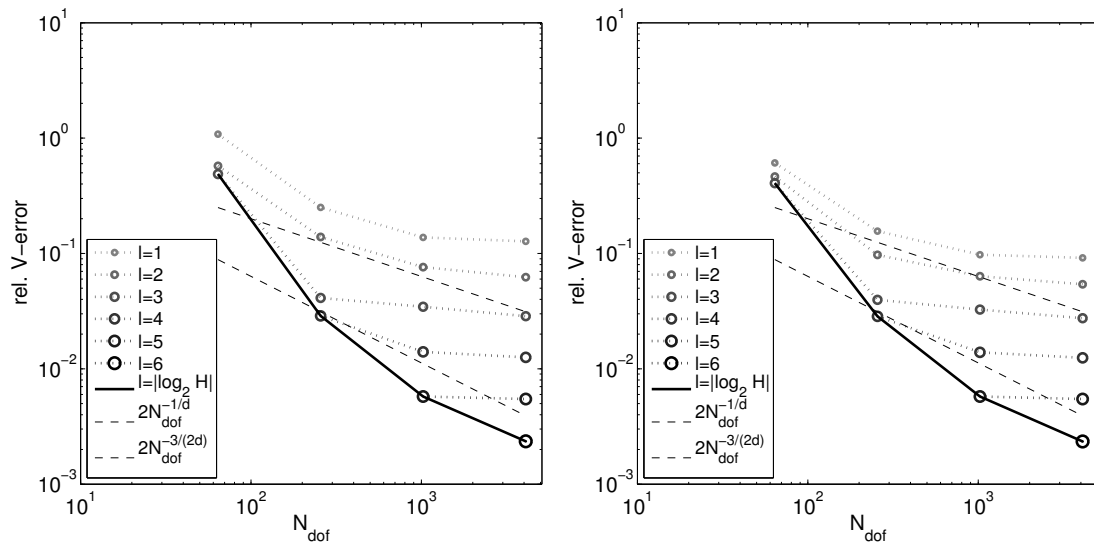 10^1
10^0
10^−1
10^−2
10^−3
rel. V−error
l=1
l=2
l=3
l=4
l=5
l=6
l=|log_2 H|
2N_dof^−1/d
2N_dof^−3/(2d)
10^1
10^2
10^3
N_dof
10^1
10^0
10^−1
10^−2
10^−3
rel. V−error
l=1
l=2
l=3
l=4
l=5
l=6
l=|log_2 H|
2N_dof^−1/d
2N_dof^−3/(2d)
10^1
10^2
10^3
N_dof